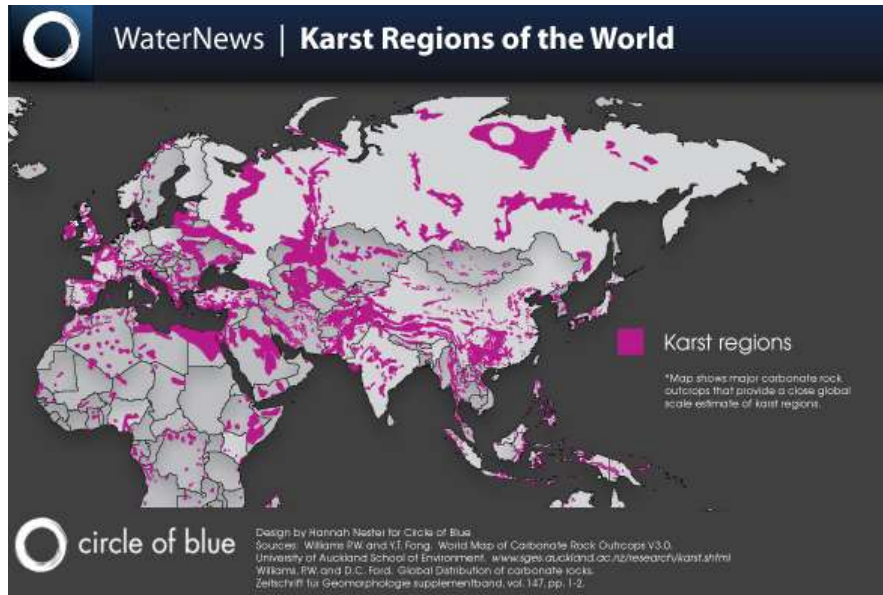 WaterNews | Karst Regions of the World
Karst regions
*Map shows major carbonate rock
outcrops that provide a close global
scale estimate of karst regions.
circle of blue
Design by Hannah Nester for Circle of Blue
Sources: Williams P.W. and Y.T. Fong. World Map of Carbonate Rock Outcrops V3.0.
University of Auckland School of Environment. www.sges.auckland.ac.nz/research/karst.shtml
Williams, P.W. and D.C. Ford. Global Distribution of carbonate rocks.
Zeitschrift für Geomorphologie supplementband, vol. 147, pp. 1-2.